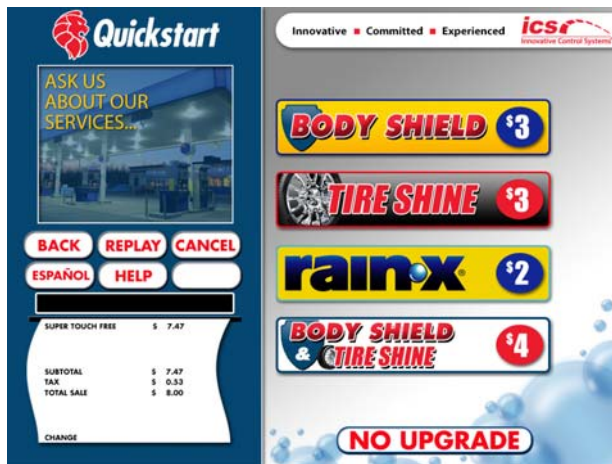 Quickstart
ASK US
ABOUT OUR
SERVICES...
BACK REPLAY CANCEL
ESPAÑOL HELP
SUPER TOUCH FREE $ 7.47
SUBTOTAL $ 7.47
TAX $ 0.53
TOTAL SALE $ 8.00
CHANGE
Innovative ■ Committed ■ Experienced
ics
Innovative Control Systems
BODY SHIELD $3
TIRE SHINE $3
rain•x® $2
BODY SHIELD
& TIRE SHINE $4
NO UPGRADE